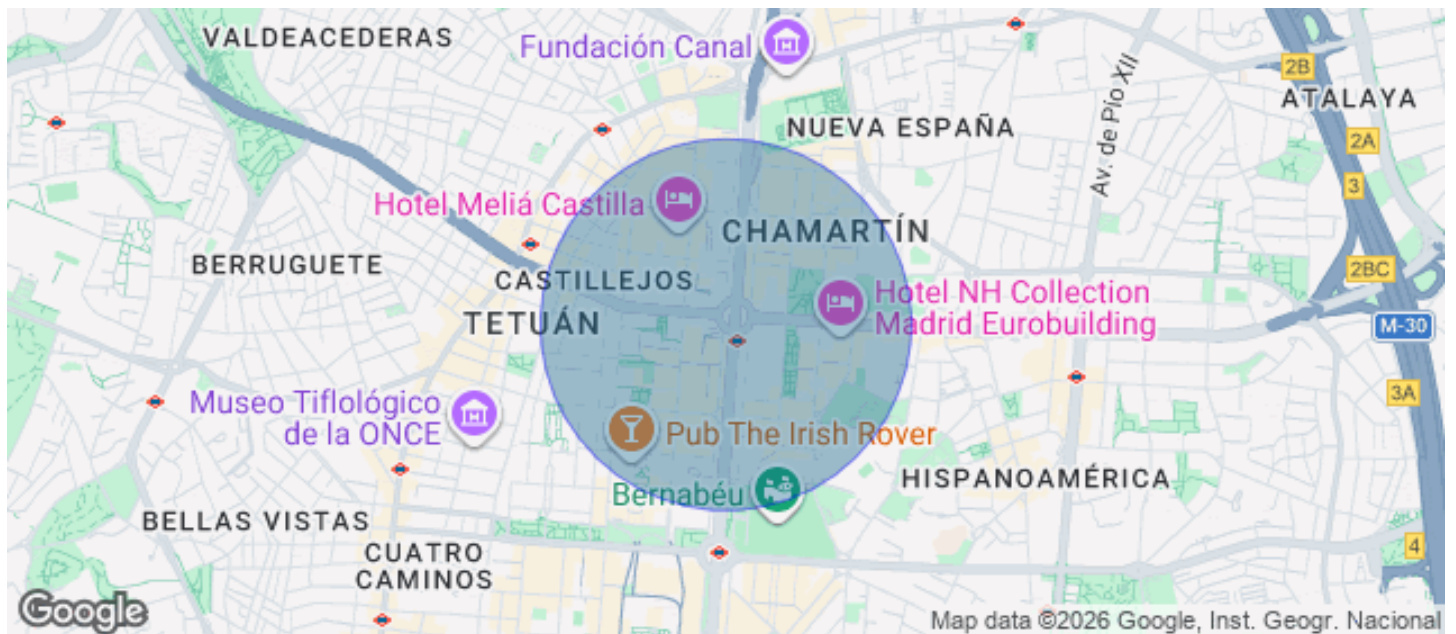 VALDEACEDERAS
Fundación Canal
2B
ATALAYA
NUEVA ESPAÑA
Av. de Pío XII
2A
3
Hotel Meliá Castilla
CHAMARTÍN
BERRUGUETE
CASTILLEJOS
2BC
Hotel NH Collection
Madrid Eurobuilding
TETUÁN
M-30
Museo Tiflológico
de la ONCE
3A
Pub The Irish Rover
HISPANOAMÉRICA
Bernabéu
BELLAS VISTAS
CUATRO
CAMINOS
4
Google
Map data ©2026 Google, Inst. Geogr. Nacional